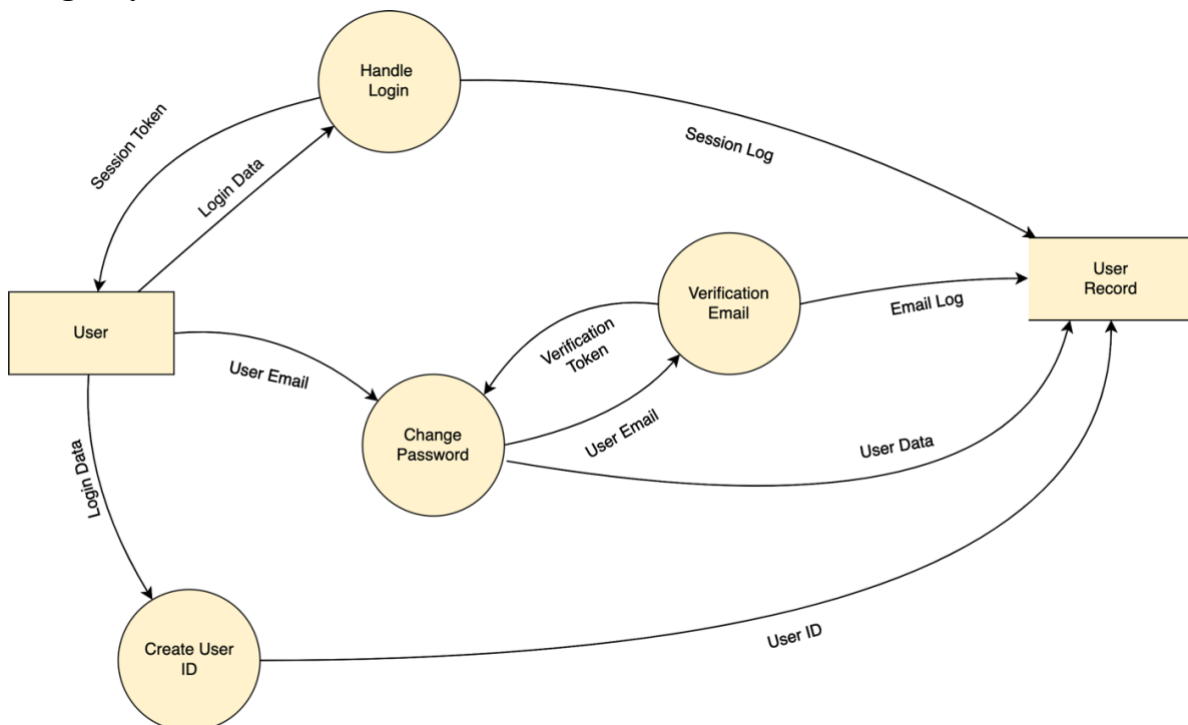 Handle
Login
Session Token
Login Data
Session Log
User
Record
Verification
Email
Email Log
User
Verification
Token
User Email
Change
Password
User Email
User Data
Login Data
User ID
Create User
ID